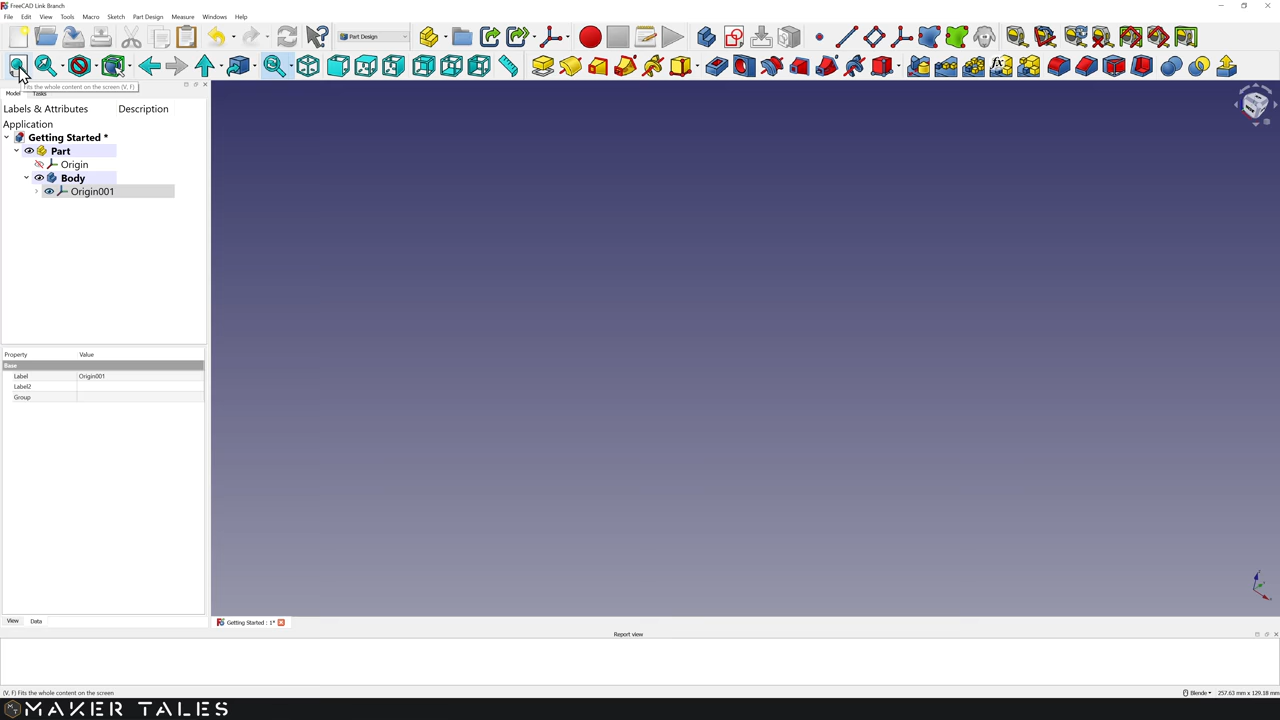 FreeCAD Link Branch
File Edit View Tools Macro Sketch Part Design Measure Windows Help
Part Design
Fits the whole content on the screen (V, F)
Model Tasks
Labels & Attributes Description
Application
Getting Started *
Part
Origin
Body
Origin001
Property Value
Base
Label Origin001
Label2
Group
View Data
Getting Started : 1*
Report view
(V, F) Fits the whole content on the screen
Blende 257.63 mm x 129.18 mm
MAKER TALES